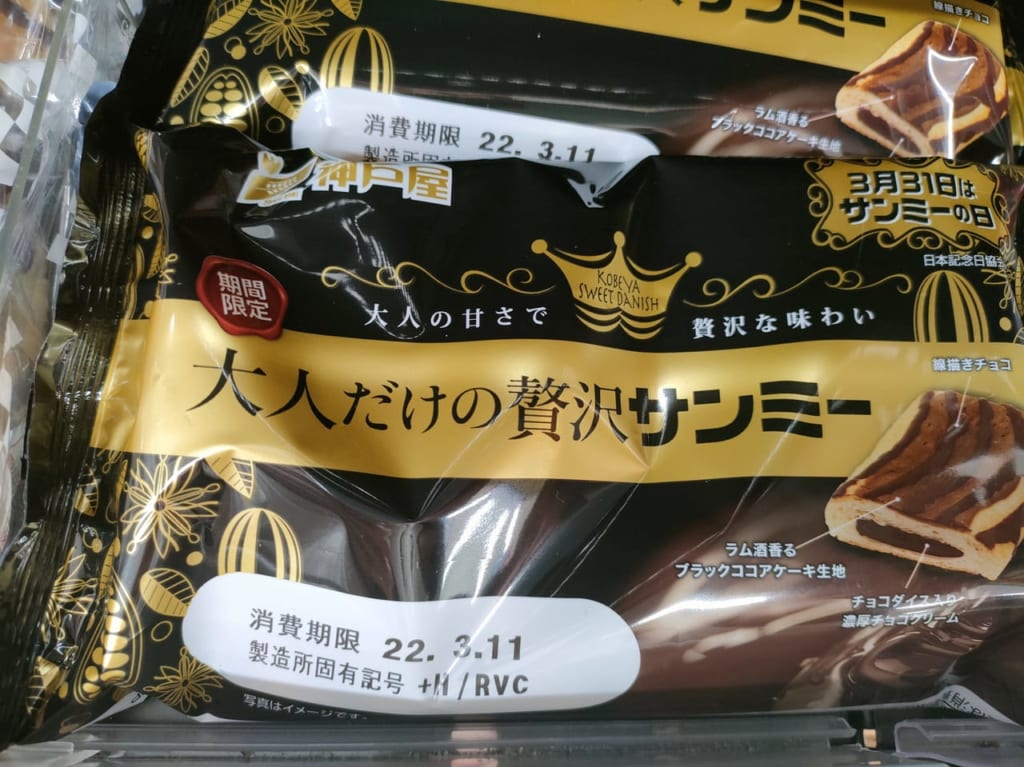 サンミー
線描きチョコ
ラム酒香る
ブラックココアケーキ生地
消費期限 22. 3.11
製造所固有
神戸屋
3月31日は
サンミーの日
日本記念日協会
期間
限定
KOBEYA
SWEET DANISH
大人の甘さで
贅沢な味わい
大人だけの贅沢サンミー
線描きチョコ
ラム酒香る
ブラックココアケーキ生地
チョコダイス入り
濃厚チョコクリーム
消費期限 22. 3.11
製造所固有記号 +H/RVC
写真はイメージです。